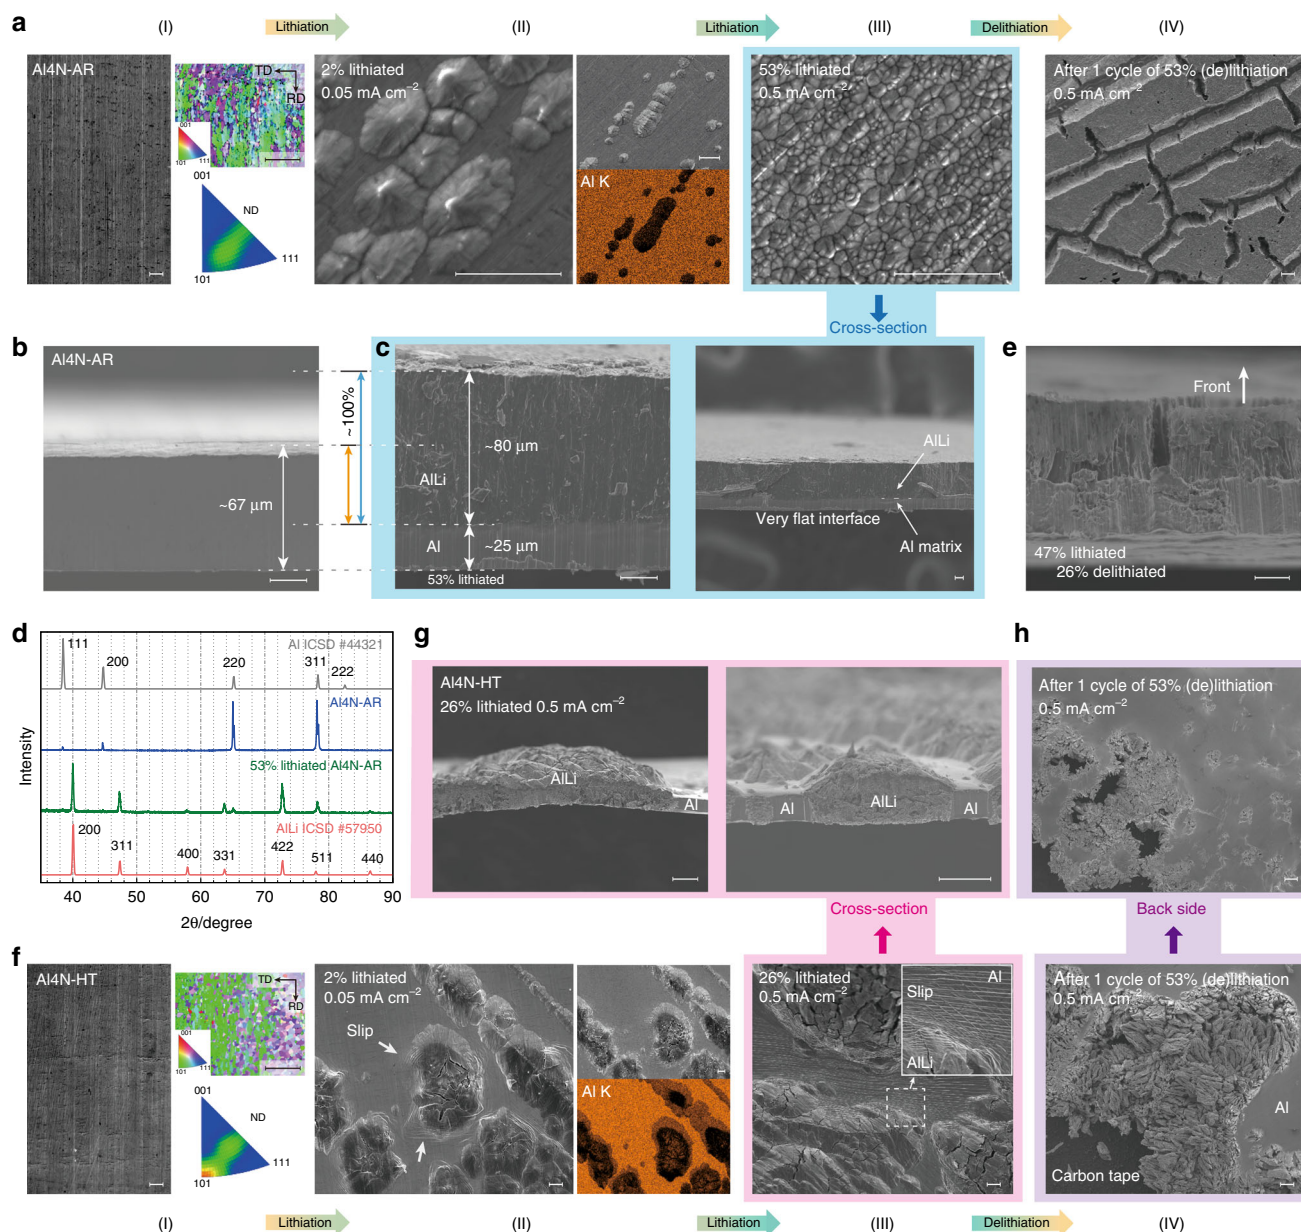 a
(I)
Lithiation
(II)
Lithiation
(III)
Delithiation
(IV)
Al4N-AR
TD
RD
001
101
111
001
ND
111
101
2% lithiated
0.05 mA cm⁻²
Al K
53% lithiated
0.5 mA cm⁻²
After 1 cycle of 53% (de)lithiation
0.5 mA cm⁻²
Cross-section
b
Al4N-AR
~67 µm
~100%
c
~80 µm
AlLi
Al
~25 µm
53% lithiated
AlLi
Very flat interface
Al matrix
e
Front
47% lithiated
26% delithiated
d
111
Al ICSD #44321
200
220
311
222
Al4N-AR
53% lithiated Al4N-AR
AlLi ICSD #57950
200
311
400
331
422
511
440
Intensity
40
50
60
70
80
90
2θ/degree
g
Al4N-HT
26% lithiated 0.5 mA cm⁻²
AlLi
Al
Al
AlLi
Al
Cross-section
h
After 1 cycle of 53% (de)lithiation
0.5 mA cm⁻²
Back side
f
Al4N-HT
TD
RD
001
101
111
001
ND
111
101
2% lithiated
0.05 mA cm⁻²
Slip
Al K
26% lithiated
0.5 mA cm⁻²
Al
Slip
AlLi
After 1 cycle of 53% (de)lithiation
0.5 mA cm⁻²
Al
Carbon tape
(I)
Lithiation
(II)
Lithiation
(III)
Delithiation
(IV)